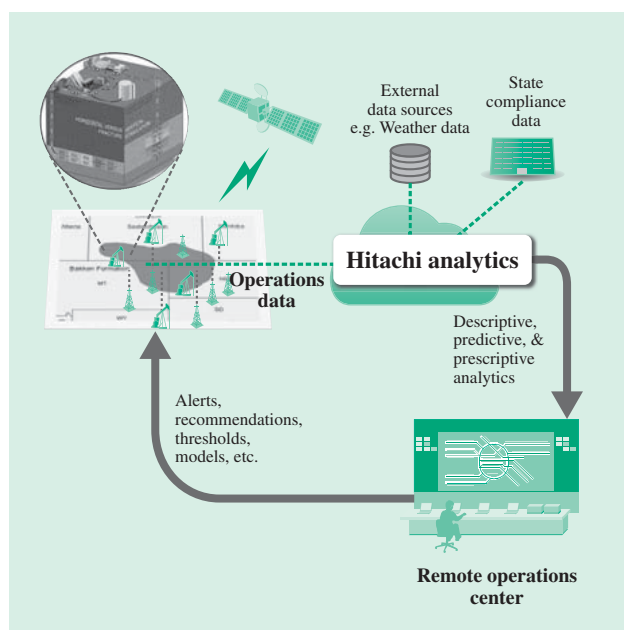 External
data sources
e.g. Weather data
State
compliance
data
Hitachi analytics
Operations
data
Bakken Formation
MT
SD
Descriptive,
predictive, &
prescriptive
analytics
Alerts,
recommendations,
thresholds,
models, etc.
Remote operations
center